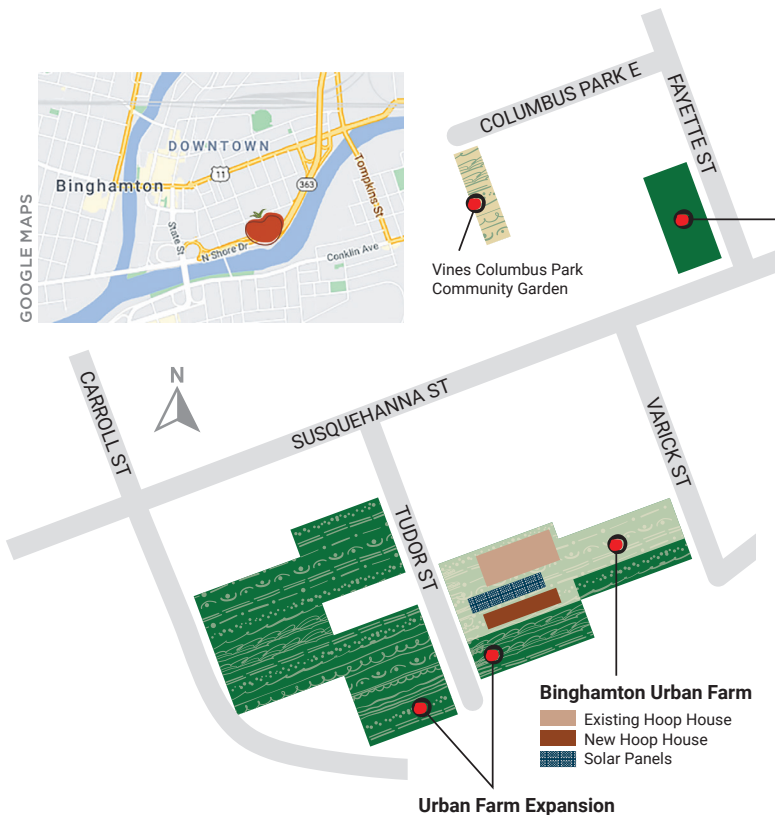 COLUMBUS PARK E
FAYETTE ST
GOOGLE MAPS
DOWNTOWN
11
Binghamton
363
Tompkins St
State St
N Shore Dr
Conklin Ave
Vines Columbus Park
Community Garden
N
CARROLL ST
SUSQUEHANNA ST
VARICK ST
TUDOR ST
Binghamton Urban Farm
Existing Hoop House
New Hoop House
Solar Panels
Urban Farm Expansion